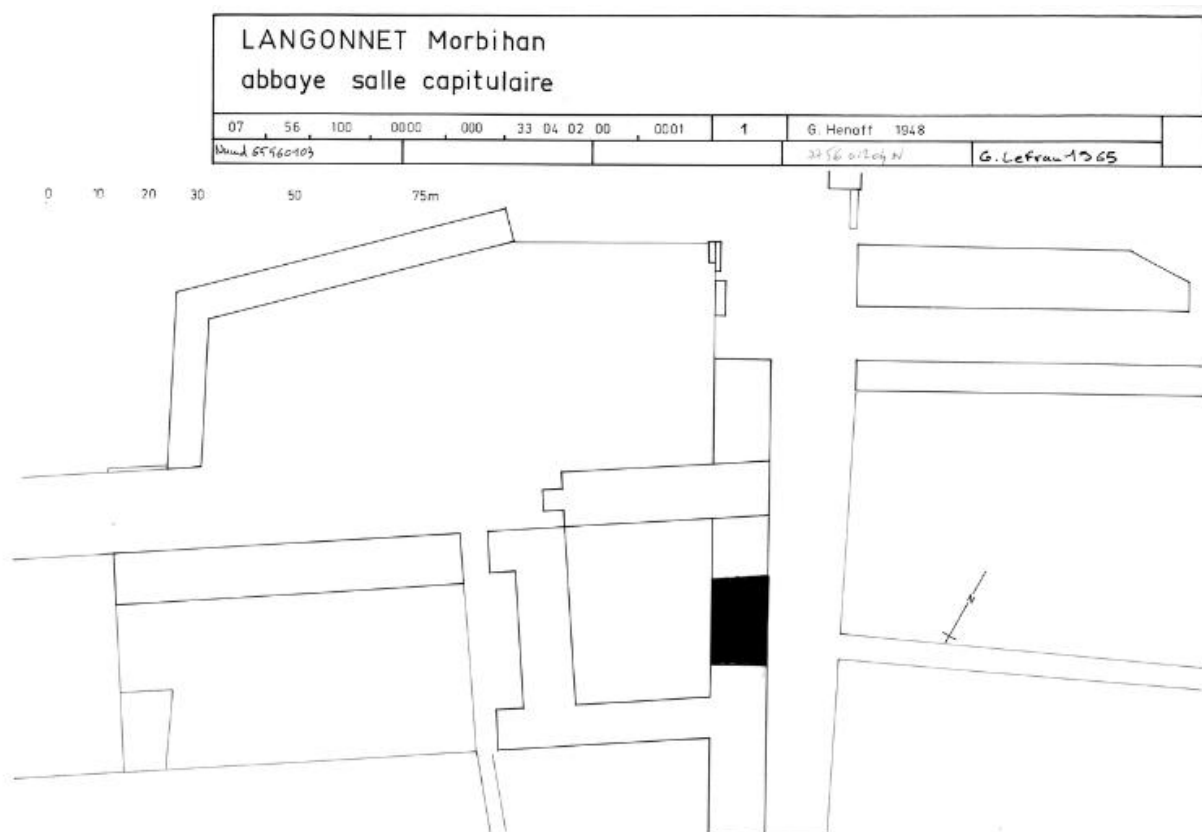 LANGONNET Morbihan
abbaye salle capitulaire
07 56 100 0000 000 33 04 02 00 0001 1 G. Henaff 1948
G. Lefran 1965
0 10 20 30 50 75m
N